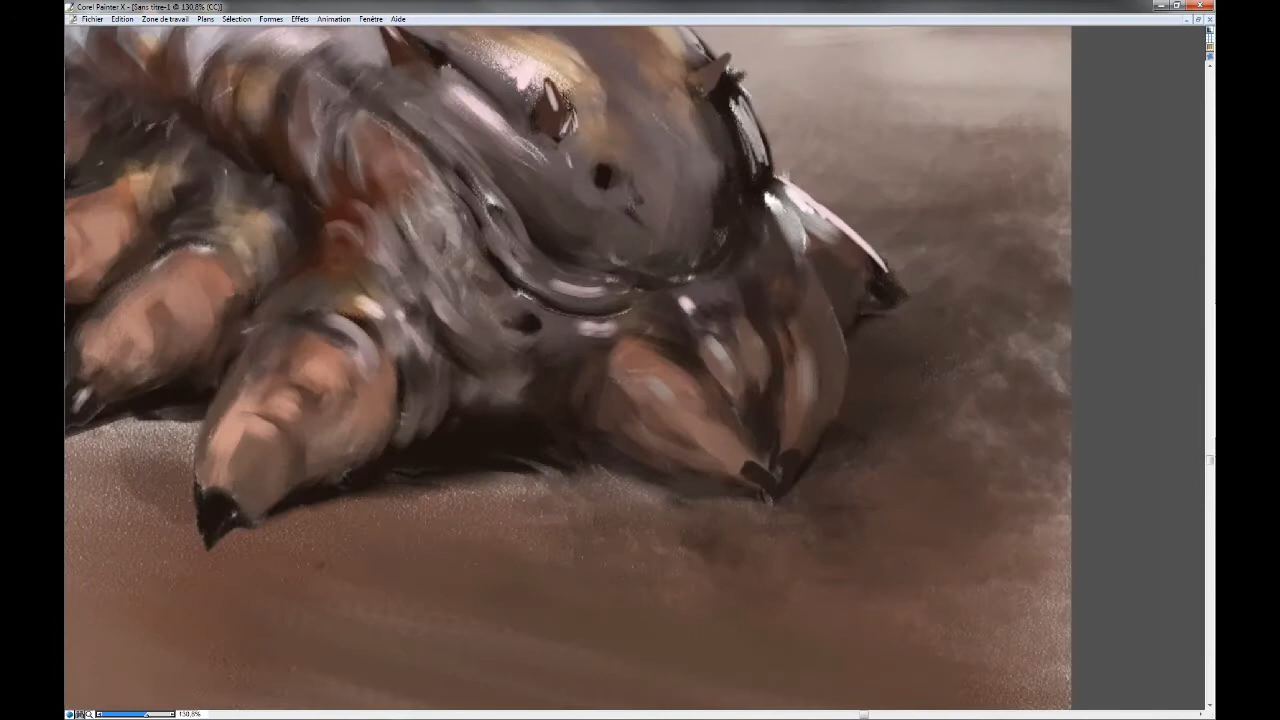 Corel Painter X - [Sans titre-1 @ 130,8% (CC)]
Fichier Edition Zone de travail Plans Sélection Formes Effets Animation Fenêtre Aide
130,8%